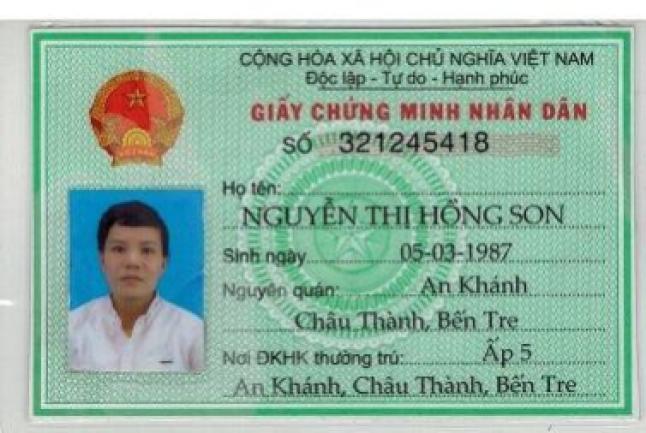 CỘNG HÒA XÃ HỘI CHỦ NGHĨA VIỆT NAM
Độc lập - Tự do - Hạnh phúc
GIẤY CHỨNG MINH NHÂN DÂN
SỐ 321245418
Họ tên:
NGUYỄN THỊ HỒNG SON
Sinh ngày 05-03-1987
Nguyên quán: An Khánh
Châu Thành, Bến Tre
Nơi ĐKHK thường trú: Ấp 5
An Khánh, Châu Thành, Bến Tre